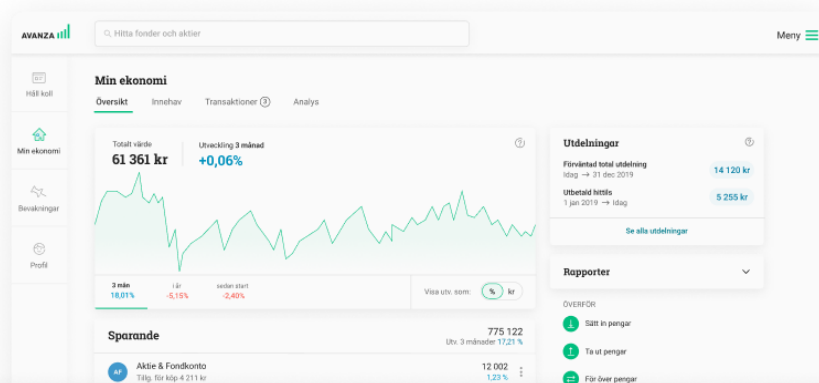 AVANZA
Hitta fonder och aktier
Meny
Håll koll
Min ekonomi
Bevakningar
Profil
Min ekonomi
Översikt Innehav Transaktioner 3 Analys
Totalt värde
61 361 kr
Utveckling 3 månad
+0,06%
3 mån
18,01%
i år
-5,15%
sedan start
-2,40%
Visa utv. som: % kr
Sparande
775 122
Utv. 3 månader 17,21 %
AF
Aktie & Fondkonto
Tillg. för köp 4 211 kr
12 002
1,23 %
Utdelningar
Förväntad total utdelning
Idag → 31 dec 2019
14 120 kr
Utbetald hittils
1 jan 2019 → Idag
5 255 kr
Se alla utdelningar
Rapporter
ÖVERFÖR
Sätt in pengar
Ta ut pengar
För över pengar